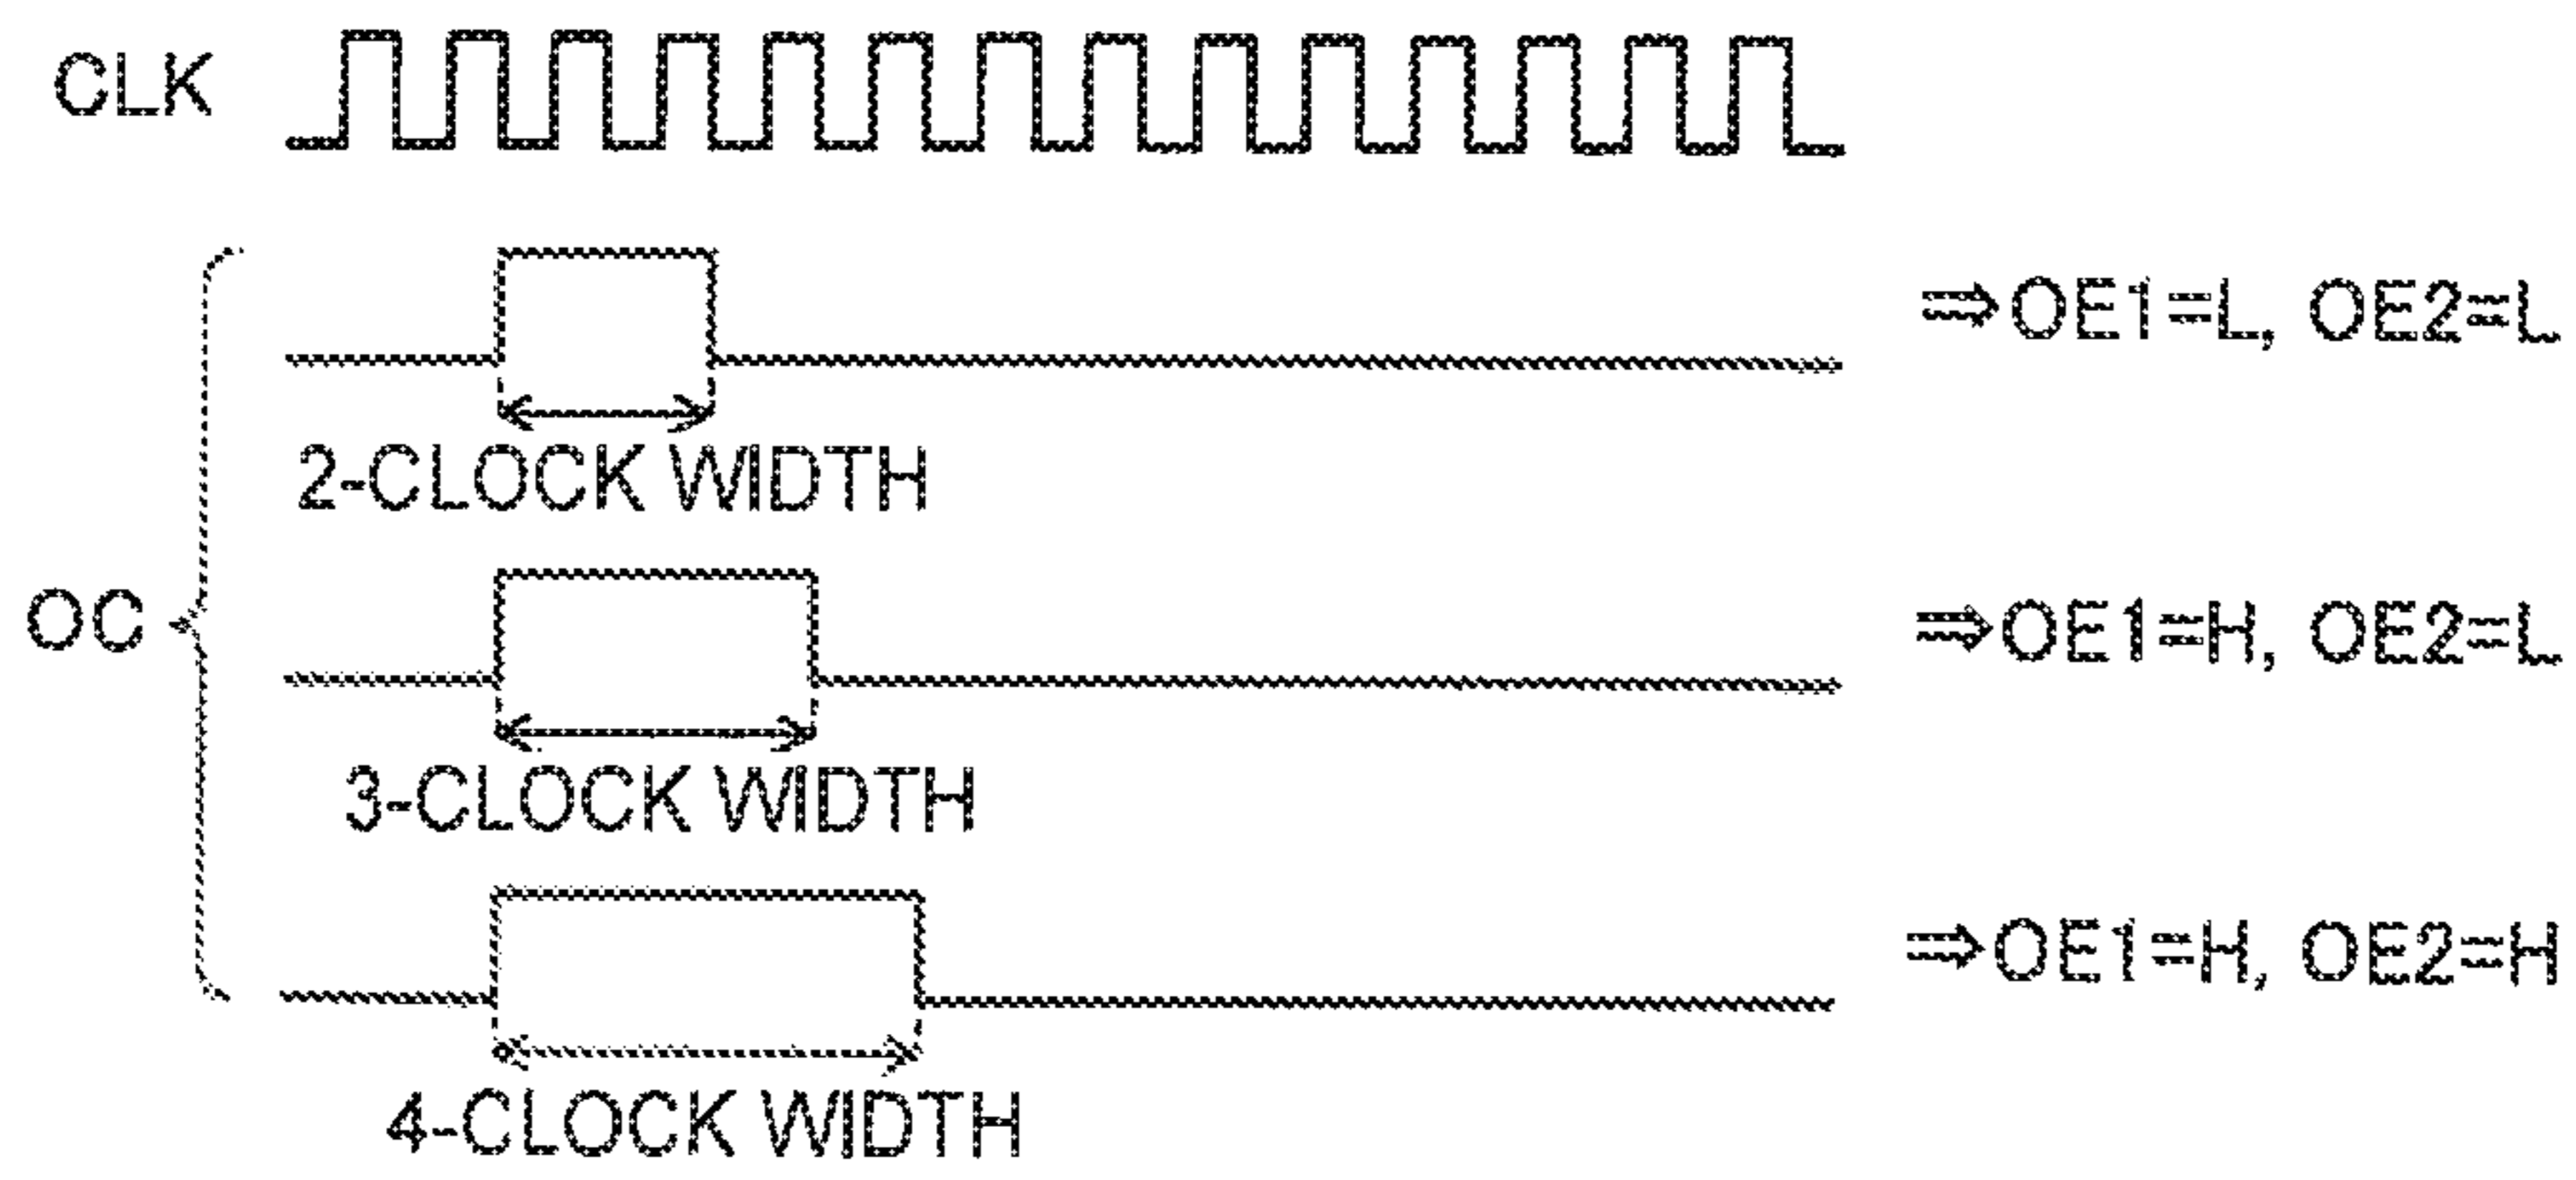 CLK
⇒OE1=L, OE2=L
2-CLOCK WIDTH
OC
⇒OE1=H, OE2=L
3-CLOCK WIDTH
⇒OE1=H, OE2=H
4-CLOCK WIDTH